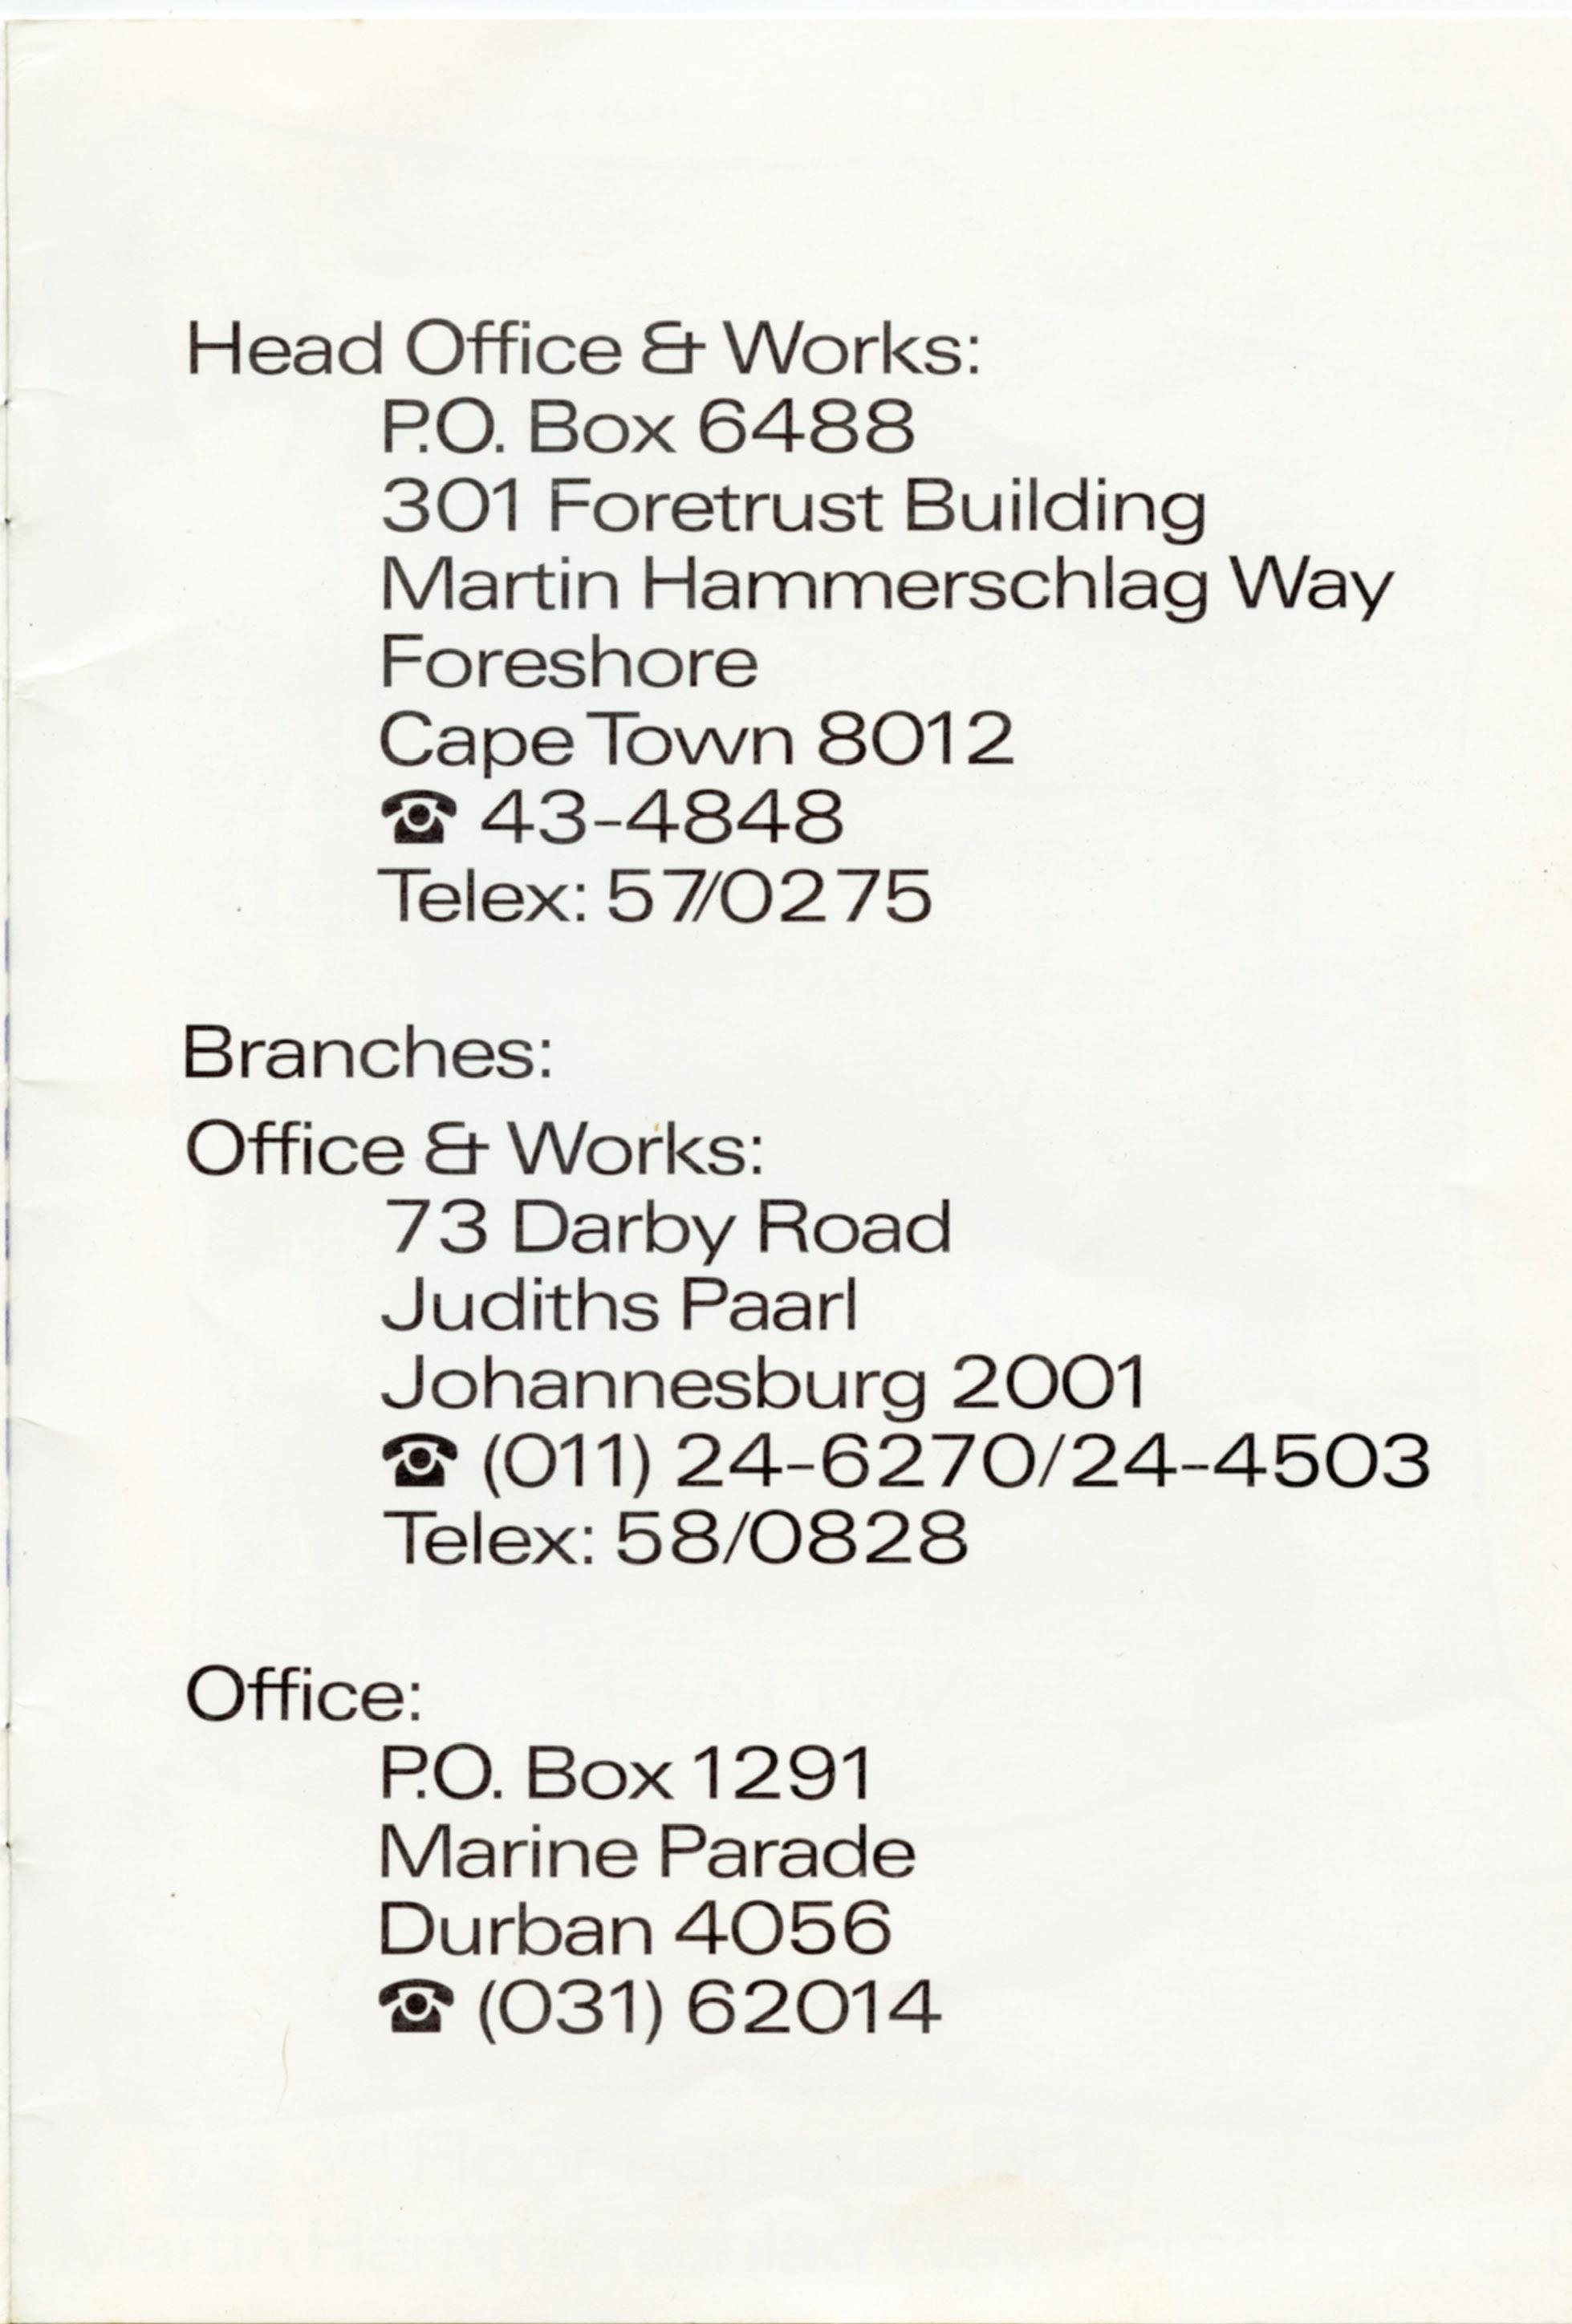 Head Office & Works:
P.O. Box 6488
301 Foretrust Building
Martin Hammerschlag Way
Foreshore
Cape Town 8012
☎ 43-4848
Telex: 57/0275
Branches:
Office & Works:
73 Darby Road
Judiths Paarl
Johannesburg 2001
☎ (011) 24-6270/24-4503
Telex: 58/0828
Office:
P.O. Box 1291
Marine Parade
Durban 4056
☎ (031) 62014